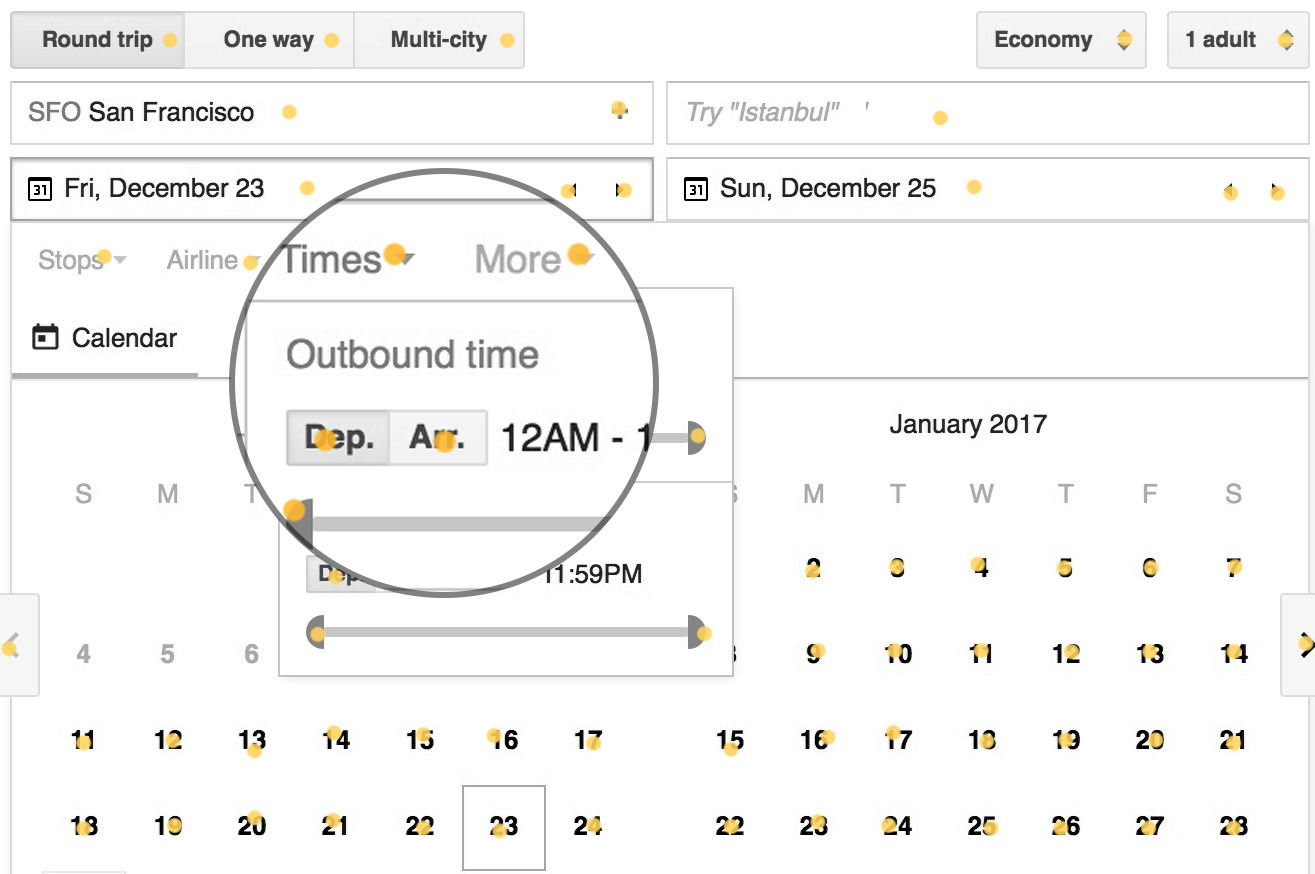 Round trip One way Multi-city Economy 1 adult
SFO San Francisco Try "Istanbul"
31 Fri, December 23 31 Sun, December 25
Stops Airline Times More
Calendar
Outbound time
Dep. Arr. 12AM - 1
January 2017
S M T M T W T F S
2 3 4 5 6 7
Dep 11:59PM
4 5 6 9 10 11 12 13 14
11 12 13 14 15 16 17 15 16 17 18 19 20 21
18 19 20 21 22 23 24 22 23 24 25 26 27 28